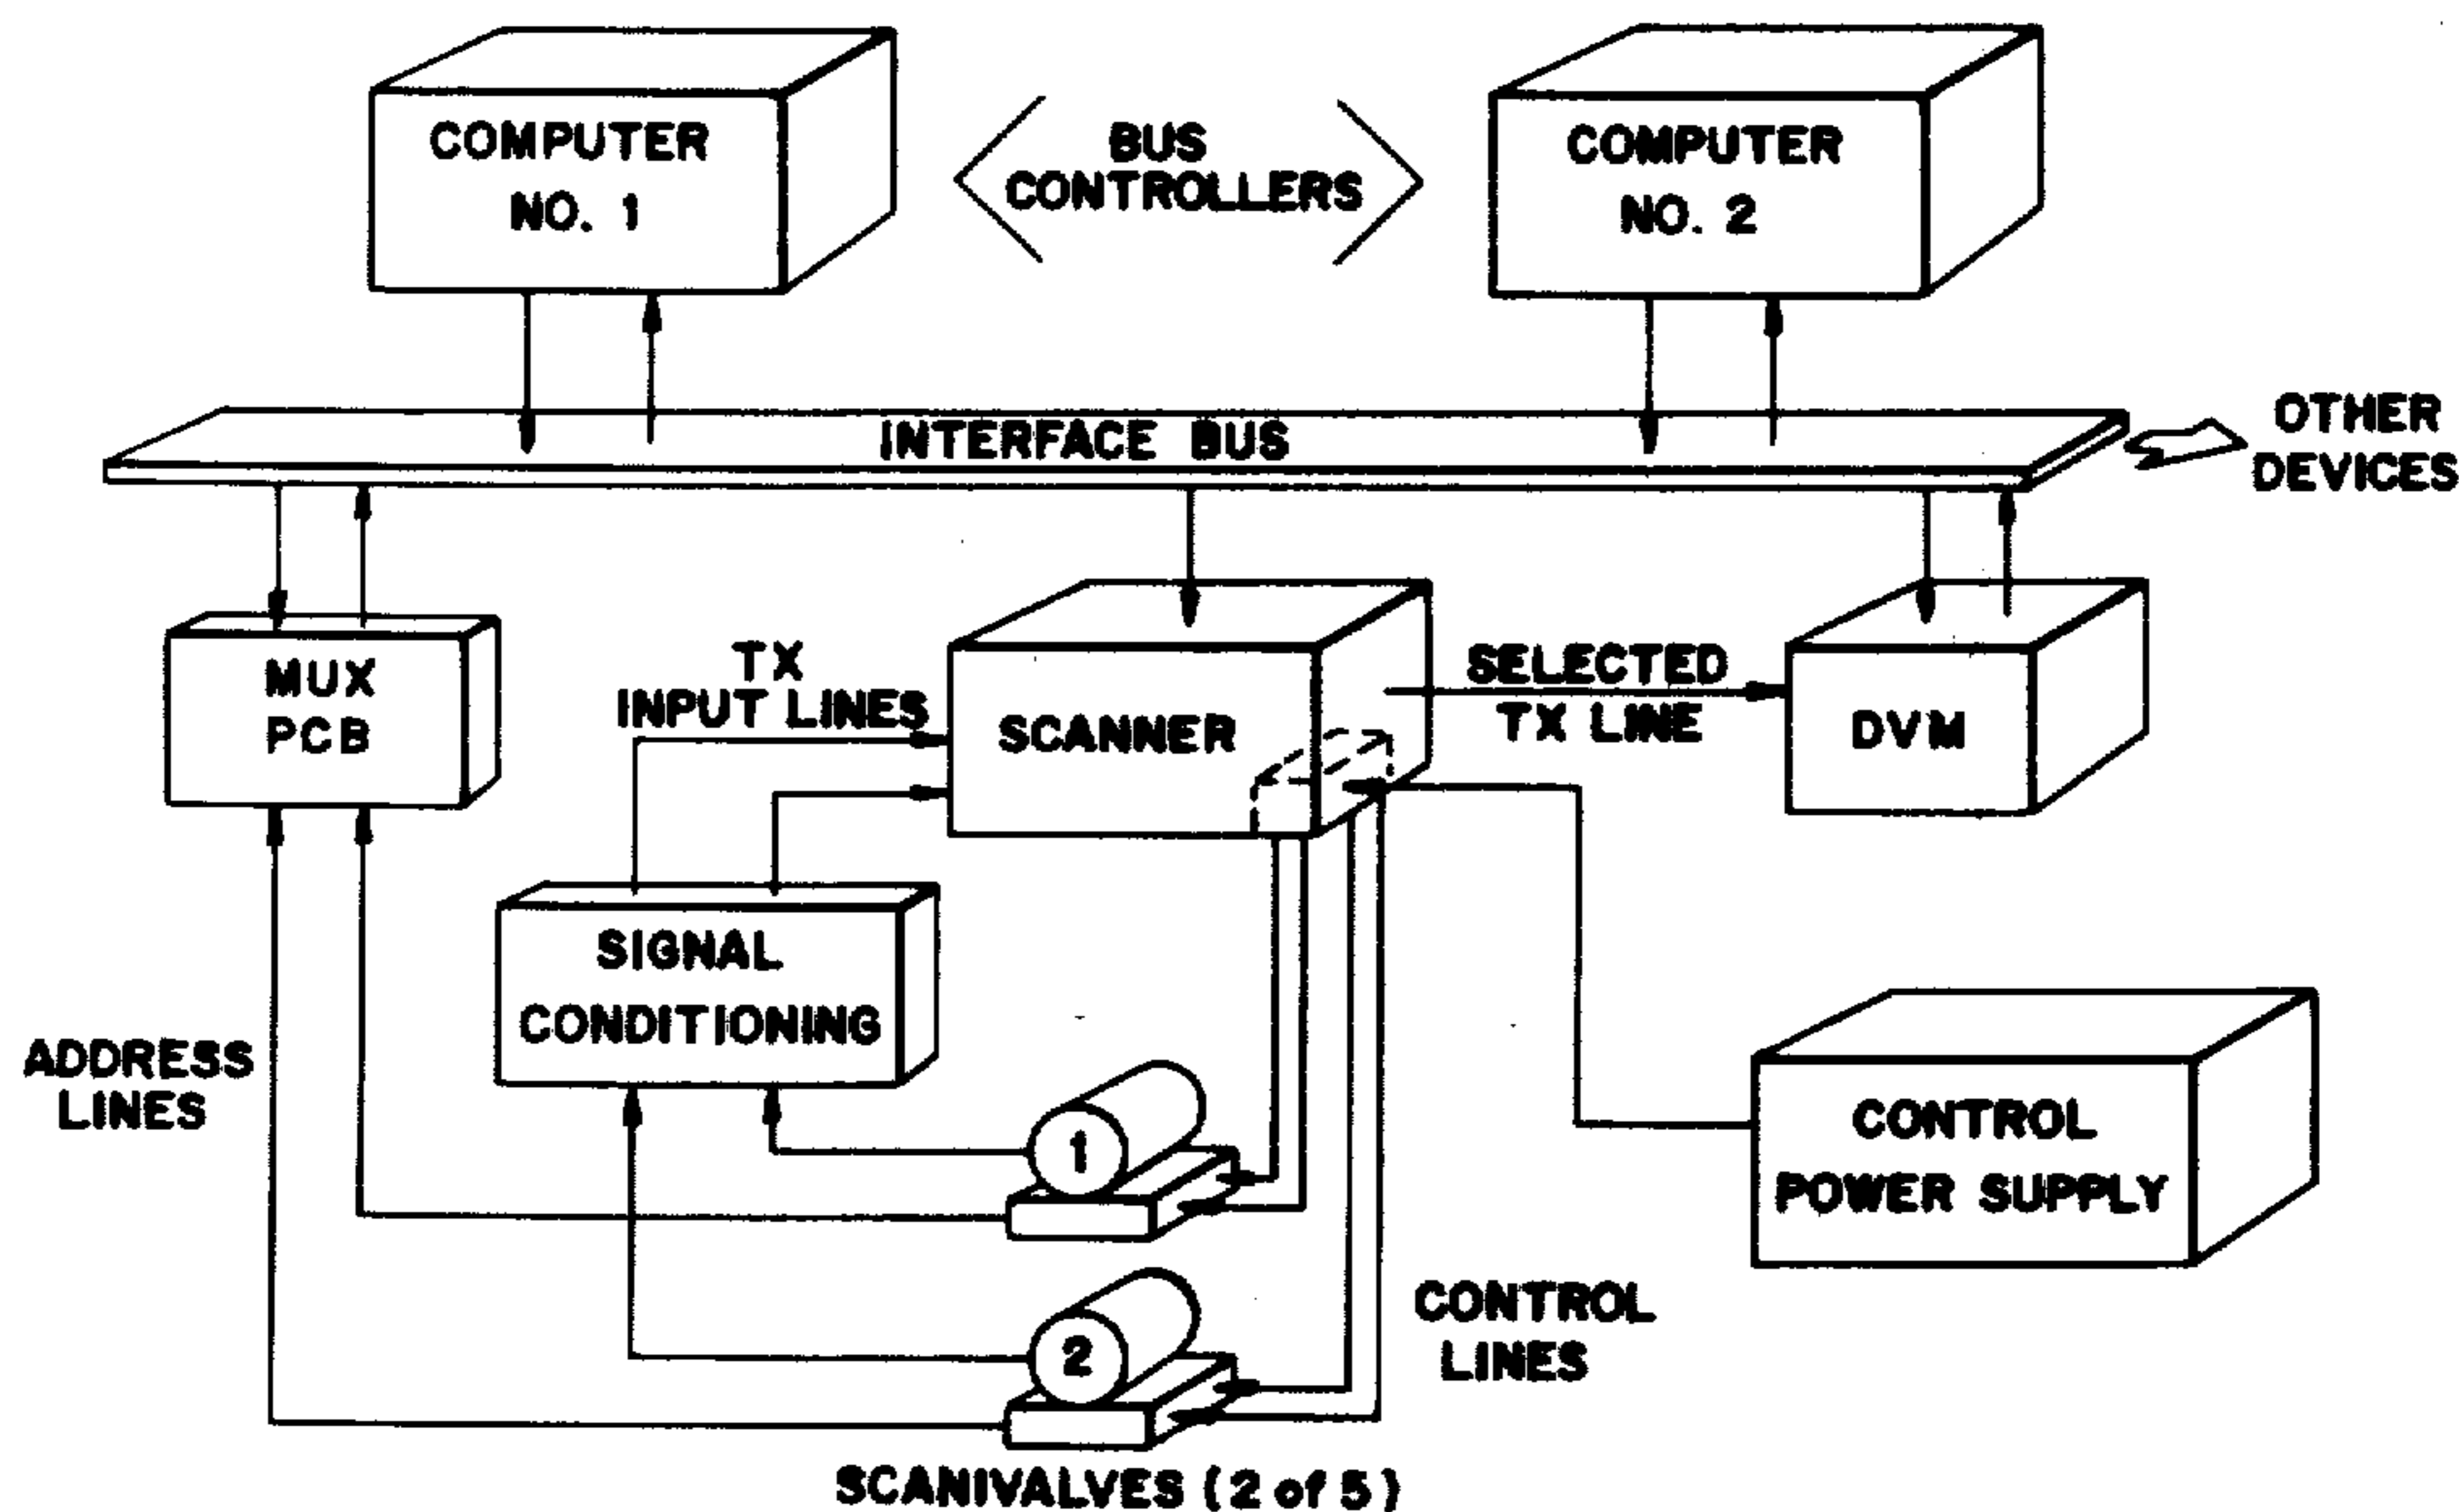 COMPUTER
NO. 1
BUS
CONTROLLERS
COMPUTER
NO. 2
INTERFACE BUS
OTHER
DEVICES
MUX
PCB
TX
INPUT LINES
SCANNER
SELECTED
TX LINE
DVM
SIGNAL
CONDITIONING
ADDRESS
LINES
1
CONTROL
POWER SUPPLY
2
CONTROL
LINES
SCANIVALVES (2 of 5)